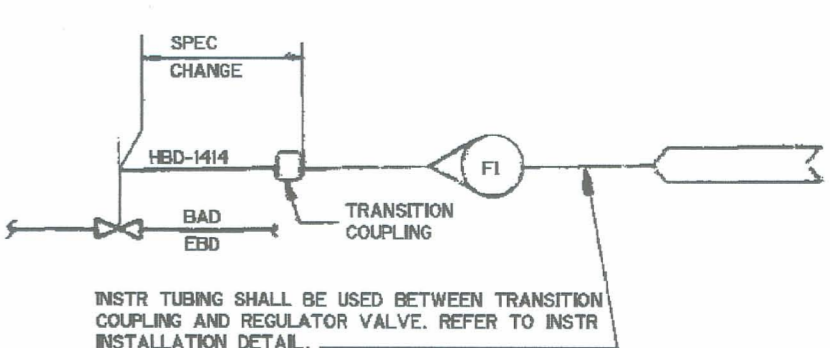 SPEC
CHANGE
HBD-1414
F1
TRANSITION
COUPLING
BAD
EBD
INSTR TUBING SHALL BE USED BETWEEN TRANSITION
COUPLING AND REGULATOR VALVE. REFER TO INSTR
INSTALLATION DETAIL.